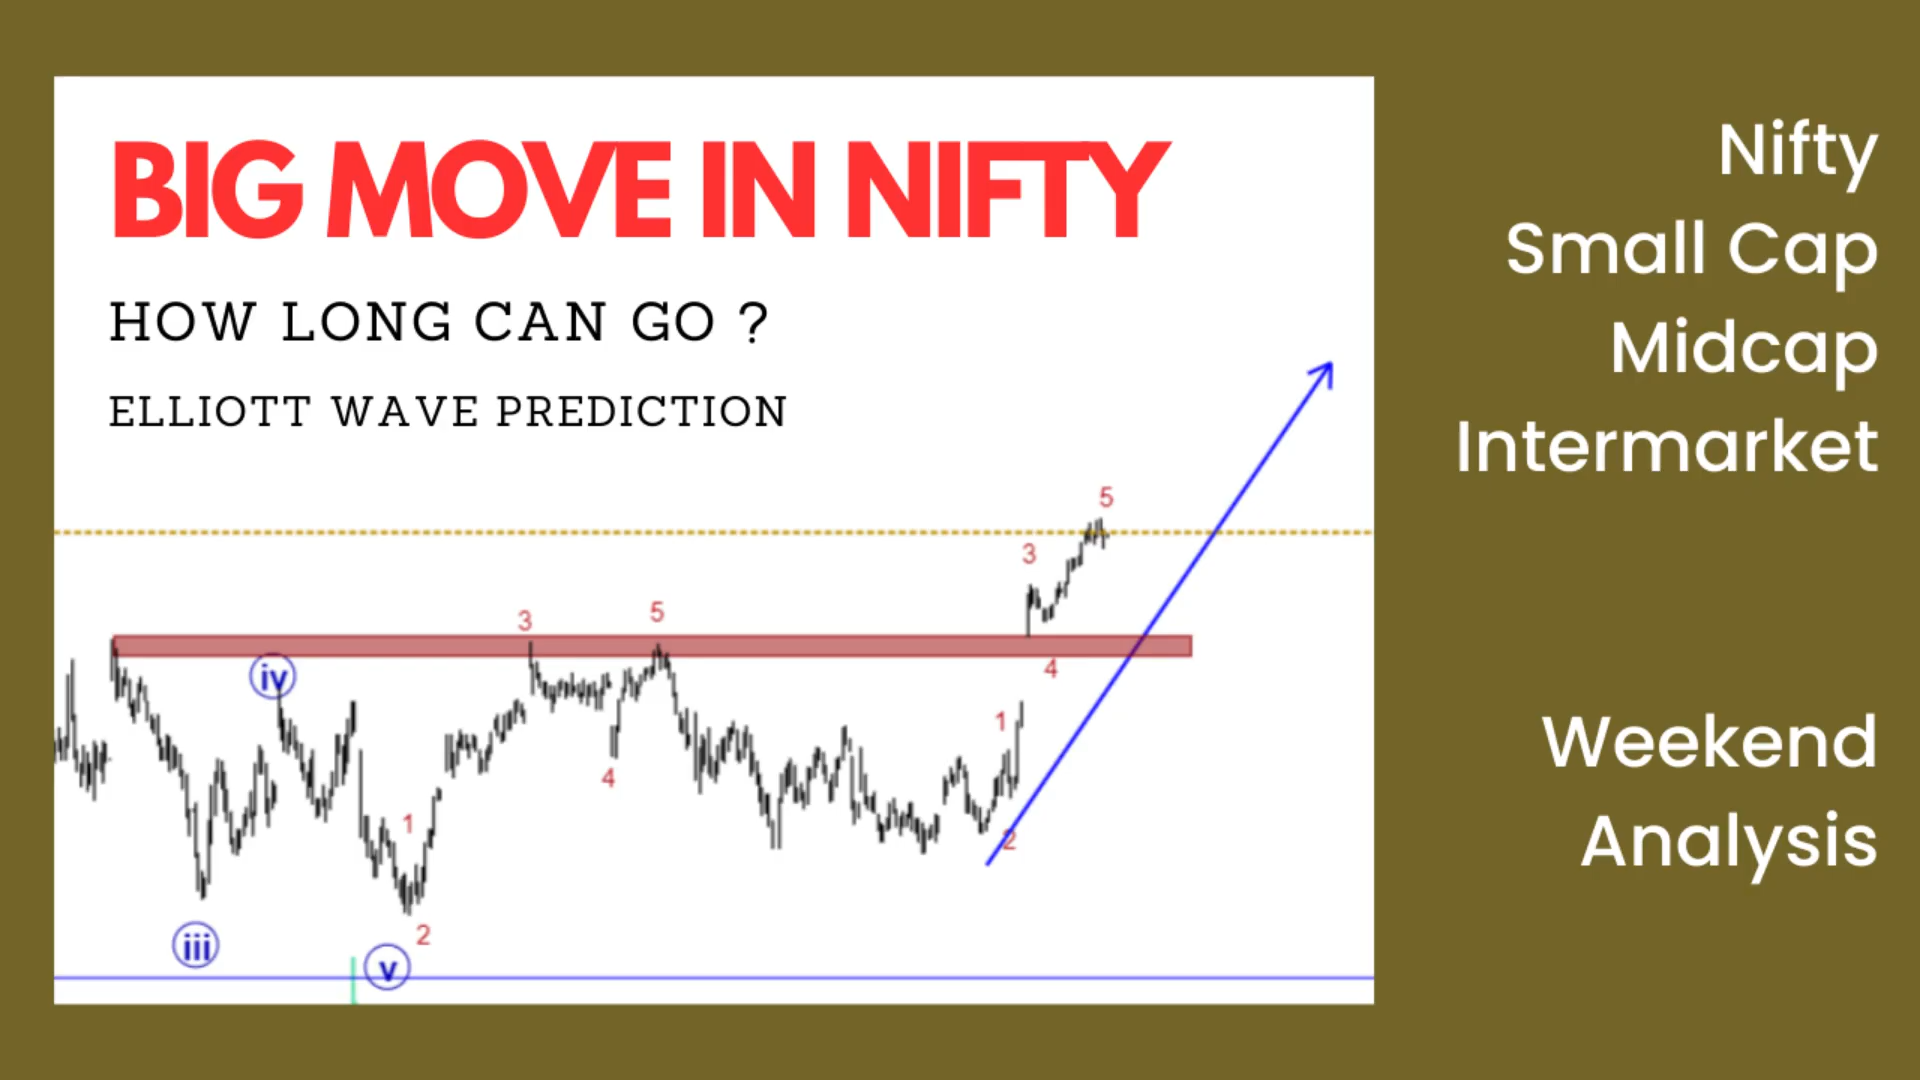 BIG MOVE IN NIFTY
HOW LONG CAN GO ?
ELLIOTT WAVE PREDICTION
Nifty
Small Cap
Midcap
Intermarket
Weekend
Analysis
5
3
3
5
iv
4
1
4
1
2
2
iii
v